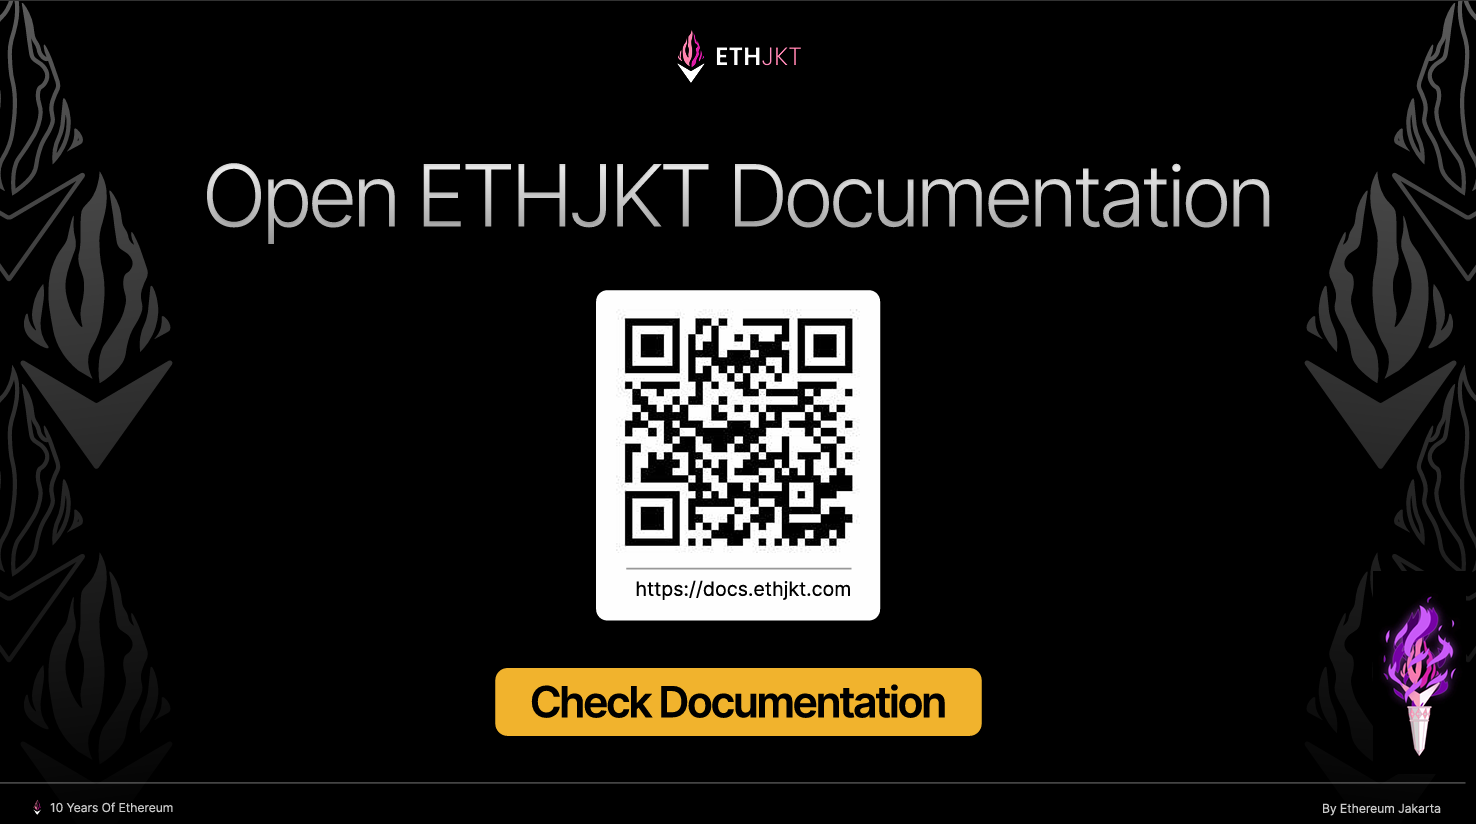 ETHJKT
Open ETHJKT Documentation
https://docs.ethjkt.com
Check Documentation
10 Years Of Ethereum
By Ethereum Jakarta